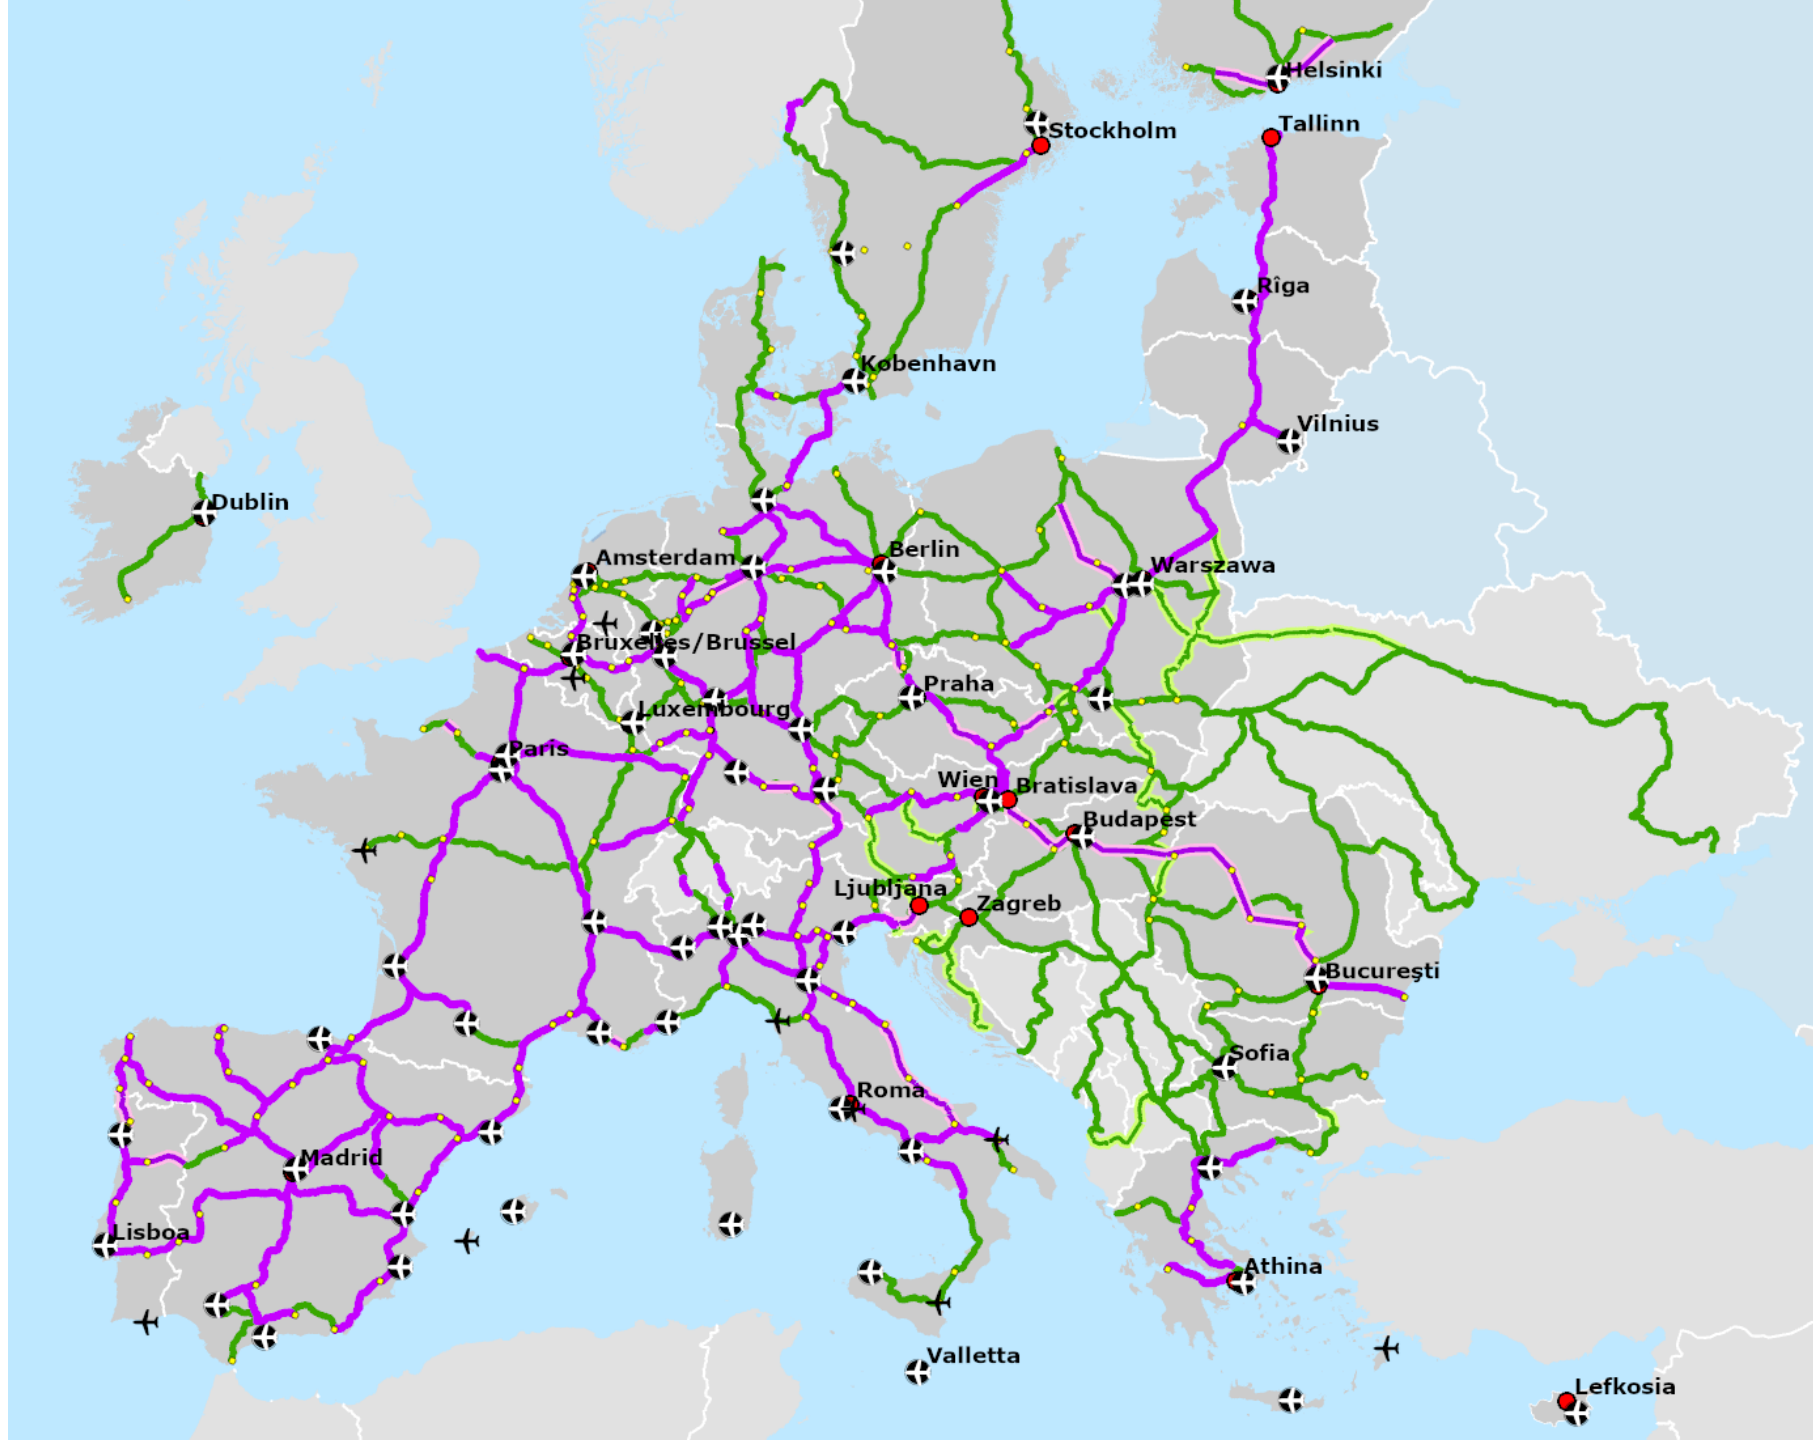 Helsinki
Tallinn
Stockholm
Rîga
København
Vilnius
Dublin
Berlin
Amsterdam
Warszawa
Bruxelles/Brussel
Praha
Luxembourg
Paris
Wien
Bratislava
Budapest
Ljubljana
Zagreb
Bucureşti
Sofia
Roma
Madrid
Lisboa
Athina
Valletta
Lefkosia